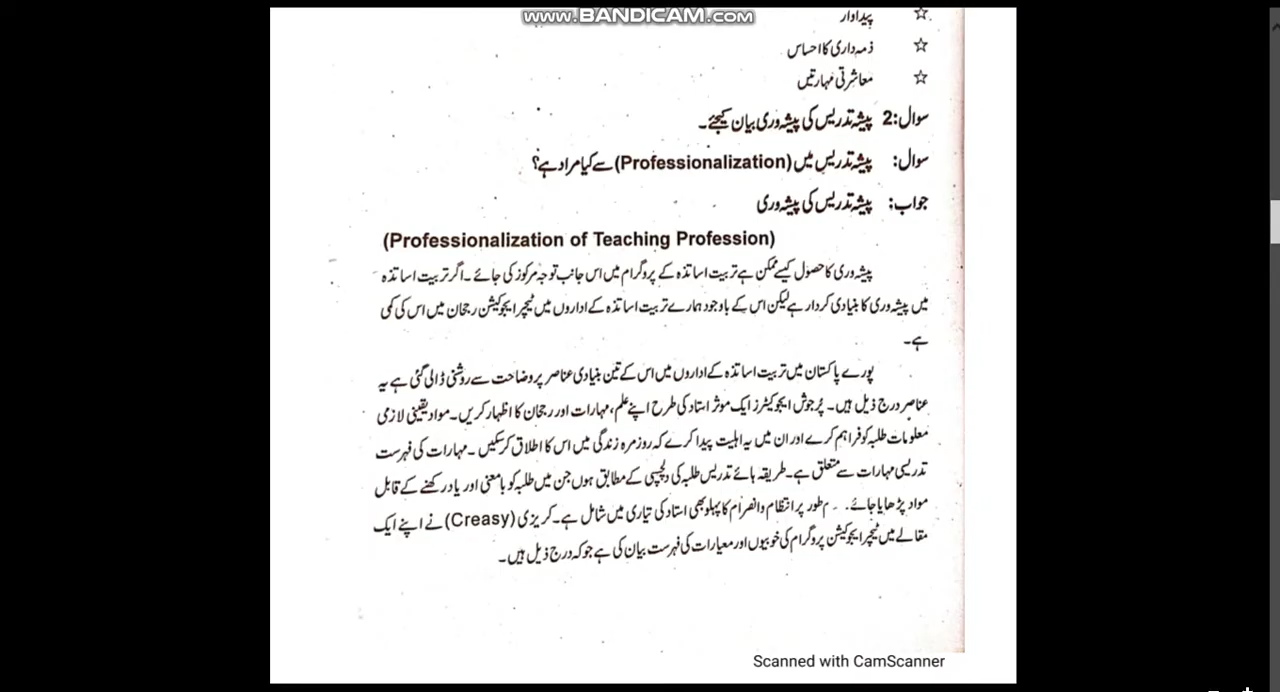 www.BANDICAM.com
☆ پیداوار
☆ ذمہ داری کا احساس
☆ معاشرتی مہارتیں
سوال:2 پیشہ تدریس کی پیشہ وری بیان کیجئے۔
سوال: پیشہ تدریس میں (Professionalization) سے کیا مراد ہے؟
جواب: پیشہ تدریس کی پیشہ وری
(Professionalization of Teaching Profession)
پیشہ وری کا حصول کیسے ممکن ہے تربیت اساتذہ کے پروگرام میں اس جانب توجہ مرکوز کی جائے۔ اگر تربیت اساتذہ
میں پیشہ وری کا بنیادی کردار ہے لیکن اس کے باوجود ہمارے تربیت اساتذہ کے اداروں میں ٹیچر ایجوکیشن رجحان میں اس کی کمی
ہے۔
پورے پاکستان میں تربیت اساتذہ کے اداروں میں اس کے تین بنیادی عناصر پر وضاحت سے روشنی ڈالی گئی ہے یہ
عناصر درج ذیل ہیں۔ پُرجوش ایجوکیٹرز ایک موثر استاد کی طرح اپنے علم، مہارات اور رجحان کا اظہار کریں۔ مواد یقینی لازمی
معلومات طلبہ کو فراہم کرے اور ان میں یہ اہلیت پیدا کرے کہ روزمرہ زندگی میں اس کا اطلاق کرسکیں۔ مہارات کی فہرست
تدریسی مہارات سے متعلق ہے۔ طریقہ ہائے تدریس طلبہ کی دلچسپی کے مطابق ہوں جن میں طلبہ کو بامعنی اور یاد رکھنے کے قابل
مواد پڑھایا جائے۔ طور پر انتظام و انصرام کا پہلو بھی استاد کی تیاری میں شامل ہے۔ کریزی (Creasy) نے اپنے ایک
مقالے میں ٹیچر ایجوکیشن پروگرام کی خوبیوں اور معیارات کی فہرست بیان کی ہے جو کہ درج ذیل ہیں۔
Scanned with CamScanner